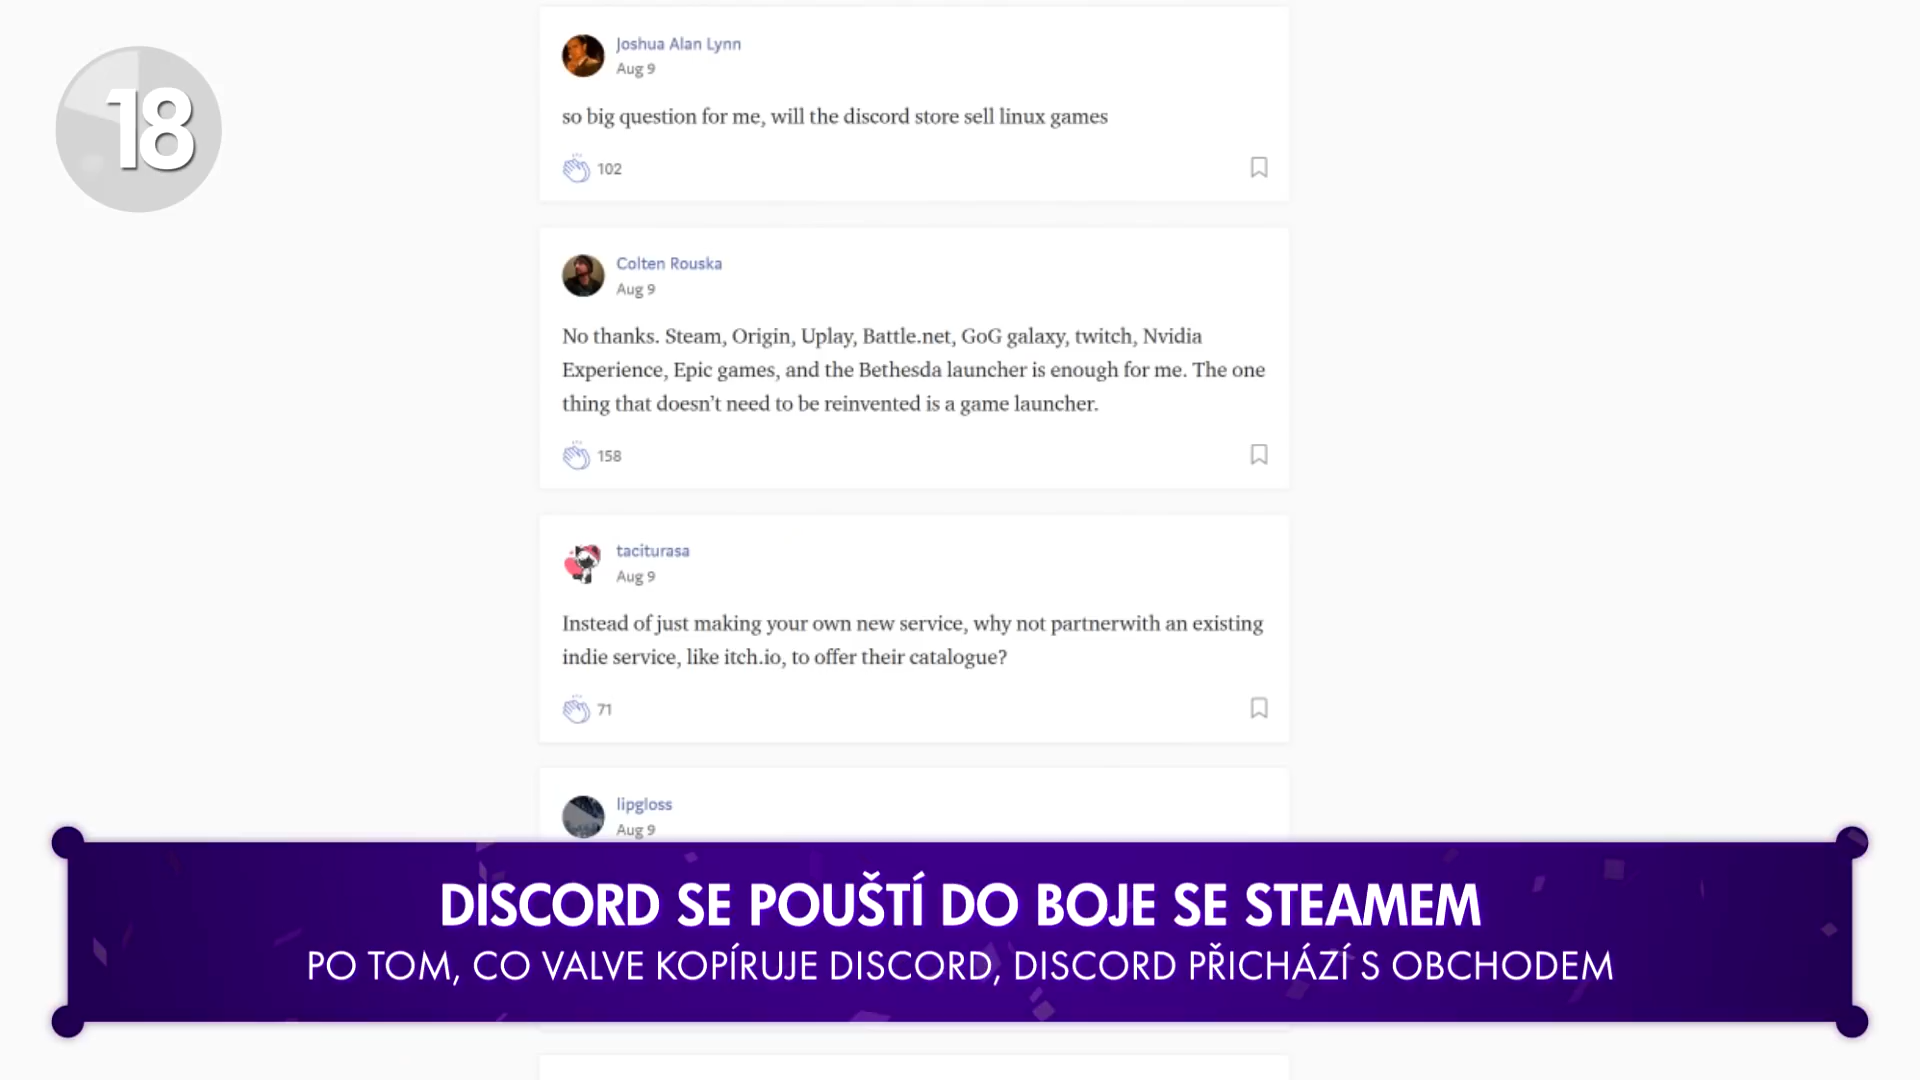 18
Joshua Alan Lynn
Aug 9
so big question for me, will the discord store sell linux games
102
Colten Rouska
Aug 9
No thanks. Steam, Origin, Uplay, Battle.net, GoG galaxy, twitch, Nvidia
Experience, Epic games, and the Bethesda launcher is enough for me. The one
thing that doesn’t need to be reinvented is a game launcher.
158
taciturasa
Aug 9
Instead of just making your own new service, why not partnerwith an existing
indie service, like itch.io, to offer their catalogue?
71
lipgloss
Aug 9
DISCORD SE POUŠTÍ DO BOJE SE STEAMEM
PO TOM, CO VALVE KOPÍRUJE DISCORD, DISCORD PŘICHÁZÍ S OBCHODEM